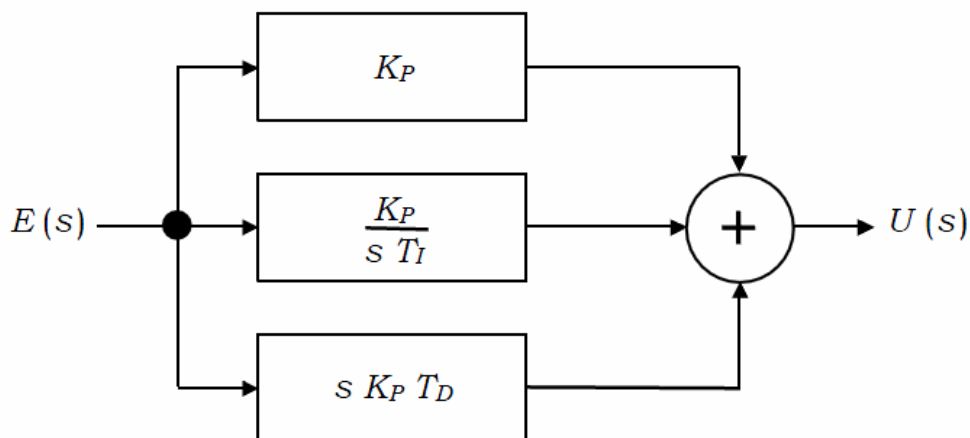 K_P
E (s)
K_P
s T_I
+
U (s)
s K_P T_D